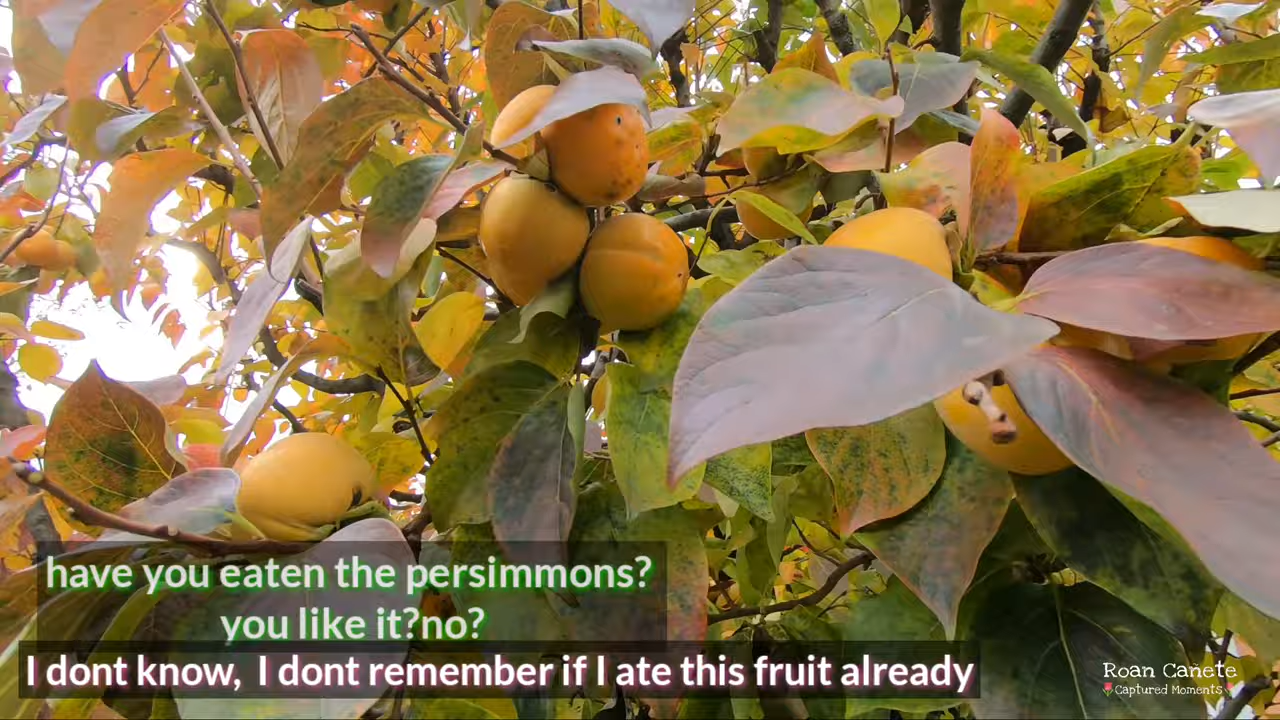 have you eaten the persimmons?
you like it?no?
I dont know,  I dont remember if I ate this fruit already
Roan Cañete
Captured Moments